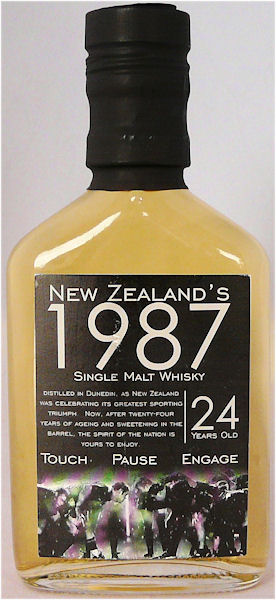 New Zealand's
1987
Single Malt Whisky
Distilled in Dunedin, as New Zealand
was celebrating its greatest sporting
triumph. Now, after twenty-four
years of ageing and sweetening in the
barrel, the spirit of the nation is
yours to enjoy.
24
Years Old
Touch Pause Engage